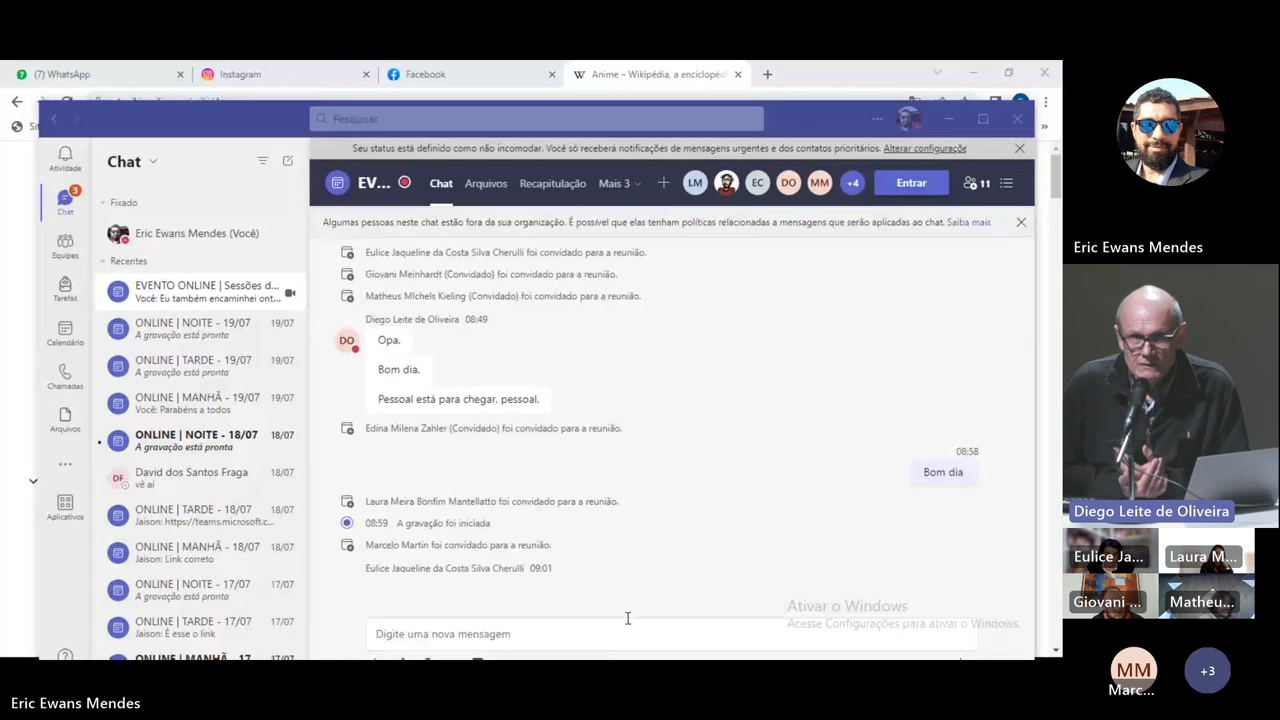 (7) WhatsApp
Instagram
Facebook
Anime – Wikipédia, a enciclopéd
Pesquisar
Seu status está definido como não incomodar. Você só receberá notificações de mensagens urgentes e dos contatos prioritários. Alterar configuraçõe
Atividade
Chat
3
Equipes
Tarefas
Calendário
Chamadas
Arquivos
Aplicativos
Chat
Fixado
Eric Ewans Mendes (Você)
Recentes
EVENTO ONLINE | Sessões d...
Você: Eu também encaminhei ont...
ONLINE | NOITE - 19/07 19/07
A gravação está pronta
ONLINE | TARDE - 19/07 19/07
A gravação está pronta
ONLINE | MANHÃ - 19/07 19/07
Você: Parabéns a todos
ONLINE | NOITE - 18/07 18/07
A gravação está pronta
DF
David dos Santos Fraga 18/07
vê aí
ONLINE | TARDE - 18/07 18/07
Jaison: https://teams.microsoft.c...
ONLINE | MANHÃ - 18/07 18/07
Jaison: Link correto
ONLINE | NOITE - 17/07 17/07
A gravação está pronta
ONLINE | TARDE - 17/07 17/07
Jaison: É esse o link
ONLINE | MANHÃ - 17 17/07
EV... Chat Arquivos Recapitulação Mais 3 LM EC DO MM +4 Entrar 11
Algumas pessoas neste chat estão fora da sua organização. É possível que elas tenham políticas relacionadas a mensagens que serão aplicadas ao chat. Saiba mais
Eulice Jaqueline da Costa Silva Cherulli foi convidado para a reunião.
Giovani Meinhardt (Convidado) foi convidado para a reunião.
Matheus MIchels Kieling (Convidado) foi convidado para a reunião.
Diego Leite de Oliveira 08:49
DO
Opa.
Bom dia.
Pessoal está para chegar, pessoal.
Edina Milena Zahler (Convidado) foi convidado para a reunião.
08:58
Bom dia
Laura Meira Bonfim Mantellatto foi convidado para a reunião.
08:59 A gravação foi iniciada
Marcelo Martin foi convidado para a reunião.
Eulice Jaqueline da Costa Silva Cherulli 09:01
Ativar o Windows
Acesse Configurações para ativar o Windows.
Digite uma nova mensagem
Eric Ewans Mendes
Diego Leite de Oliveira
Eulice Ja...
Laura M...
Giovani ...
Matheu...
MM
Marc...
+3
Eric Ewans Mendes